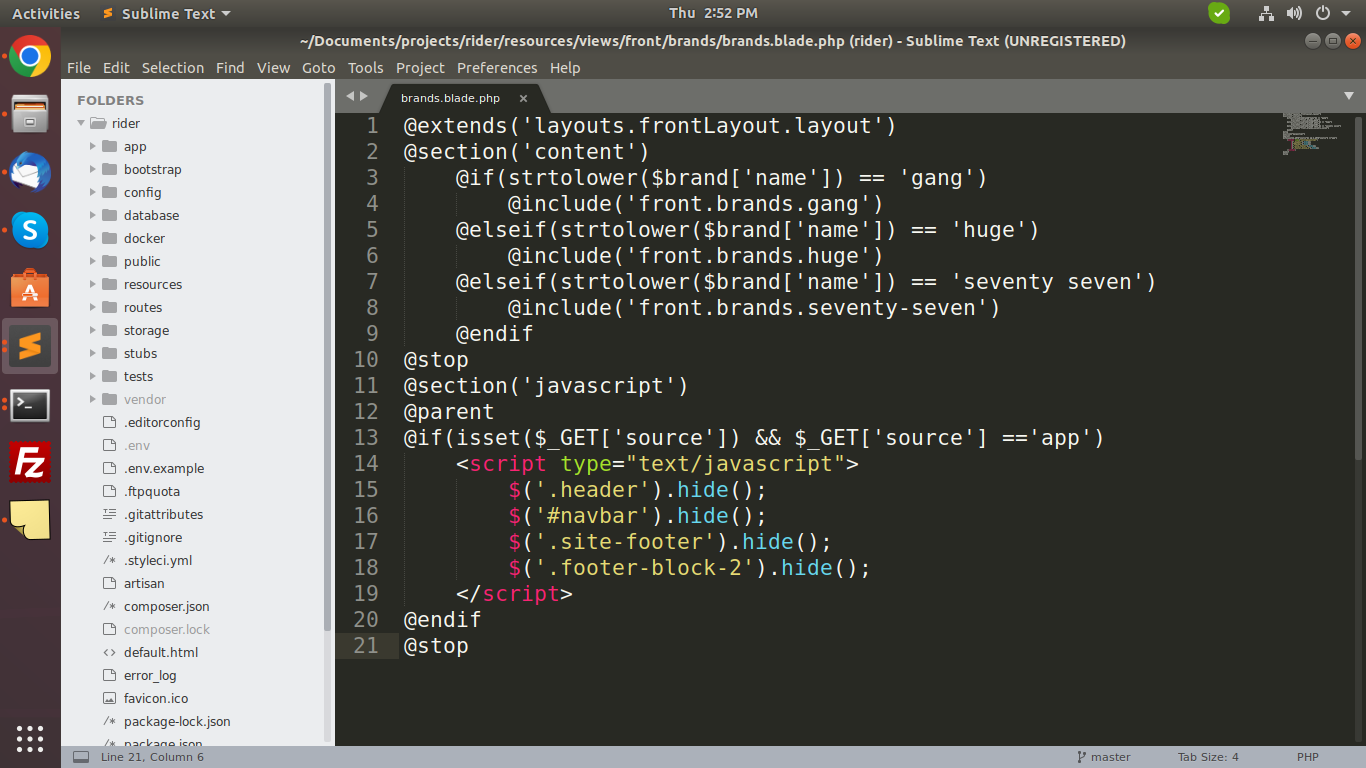 Activities Sublime Text Thu 2:52 PM
~/Documents/projects/rider/resources/views/front/brands/brands.blade.php (rider) - Sublime Text (UNREGISTERED)
File Edit Selection Find View Goto Tools Project Preferences Help
FOLDERS
rider
app
bootstrap
config
database
docker
public
resources
routes
storage
stubs
tests
vendor
.editorconfig
.env
.env.example
.ftpquota
.gitattributes
.gitignore
/* .styleci.yml
artisan
/* composer.json
composer.lock
<> default.html
error_log
favicon.ico
/* package-lock.json
/* package.json
brands.blade.php ×
1 @extends('layouts.frontLayout.layout')
2 @section('content')
3     @if(strtolower($brand['name']) == 'gang')
4         @include('front.brands.gang')
5     @elseif(strtolower($brand['name']) == 'huge')
6         @include('front.brands.huge')
7     @elseif(strtolower($brand['name']) == 'seventy seven')
8         @include('front.brands.seventy-seven')
9     @endif
10 @stop
11 @section('javascript')
12 @parent
13 @if(isset($_GET['source']) && $_GET['source'] =='app')
14     <script type="text/javascript">
15         $('.header').hide();
16         $('#navbar').hide();
17         $('.site-footer').hide();
18         $('.footer-block-2').hide();
19     </script>
20 @endif
21 @stop
Line 21, Column 6 master Tab Size: 4 PHP